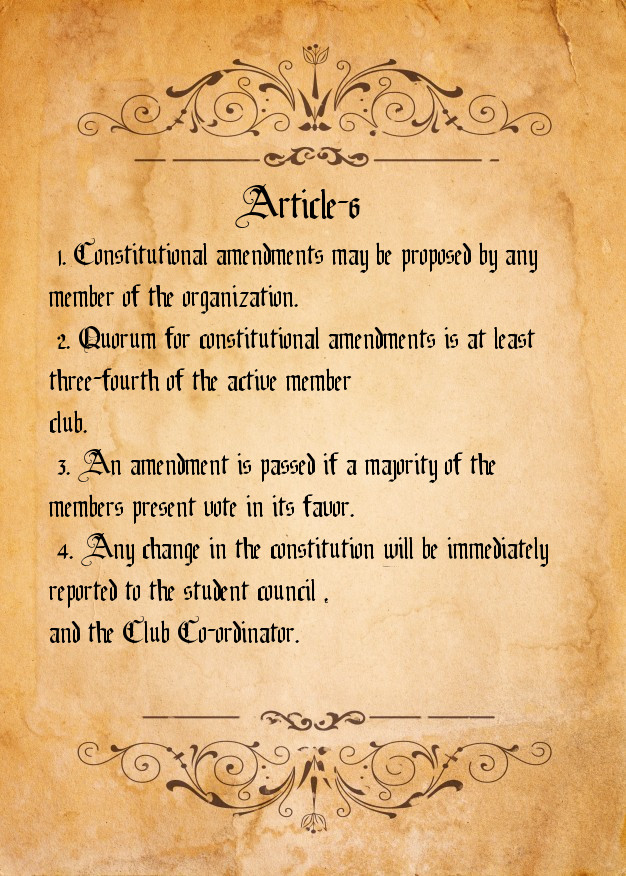 Article-6
1. Constitutional amendments may be proposed by any
member of the organization.
2. Quorum for constitutional amendments is at least
three-fourth of the active member
club.
3. An amendment is passed if a majority of the
members present vote in its favor.
4. Any change in the constitution will be immediately
reported to the student council ,
and the Club Co-ordinator.